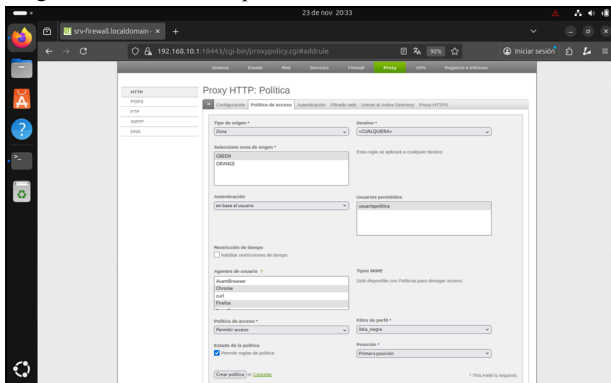 23 de nov 20:33
srv-firewall.localdomain -
192.168.10.1:10443/cgi-bin/proxypolicy.cgi#addrule
90%
Iniciar sesión
Sistema Estado Red Servicios Firewall Proxy VPN Registros e informes
HTTP
POP3
FTP
SMTP
DNS
Proxy HTTP: Política
Configuración Política de acceso Autenticación Filtrado web Unirse al Active Directory Proxy HTTPS
Tipo de origen * Destino *
Zona <CUALQUIERA>
Seleccione zona de origen * Esta regla se aplicará a cualquier destino
GREEN
ORANGE
Autenticación Usuarios permitidos
en base al usuario usuariopolitica
Restricción de tiempo
habilitar restricciones de tiempo
Agentes de usuario ? Tipos MIME
AvantBrowser Solo disponible con Políticas para denegar acceso.
Chrome
curl
Firefox
Política de acceso * Filtro de perfil *
Permitir acceso lista_negra
Estado de la política Posición *
Permitir reglas de política Primera posición
Crear política or Cancelar * This Field is required.